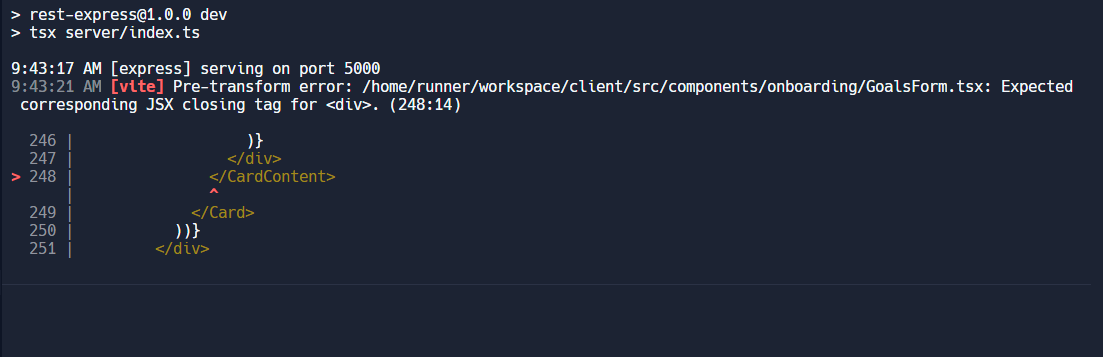 > rest-express@1.0.0 dev
> tsx server/index.ts
9:43:17 AM [express] serving on port 5000
9:43:21 AM [vite] Pre-transform error: /home/runner/workspace/client/src/components/onboarding/GoalsForm.tsx: Expected
corresponding JSX closing tag for <div>. (248:14)
246 |                   )}
247 |                 </div>
> 248 |               </CardContent>
|               ^
249 |             </Card>
250 |           ))}
251 |         </div>